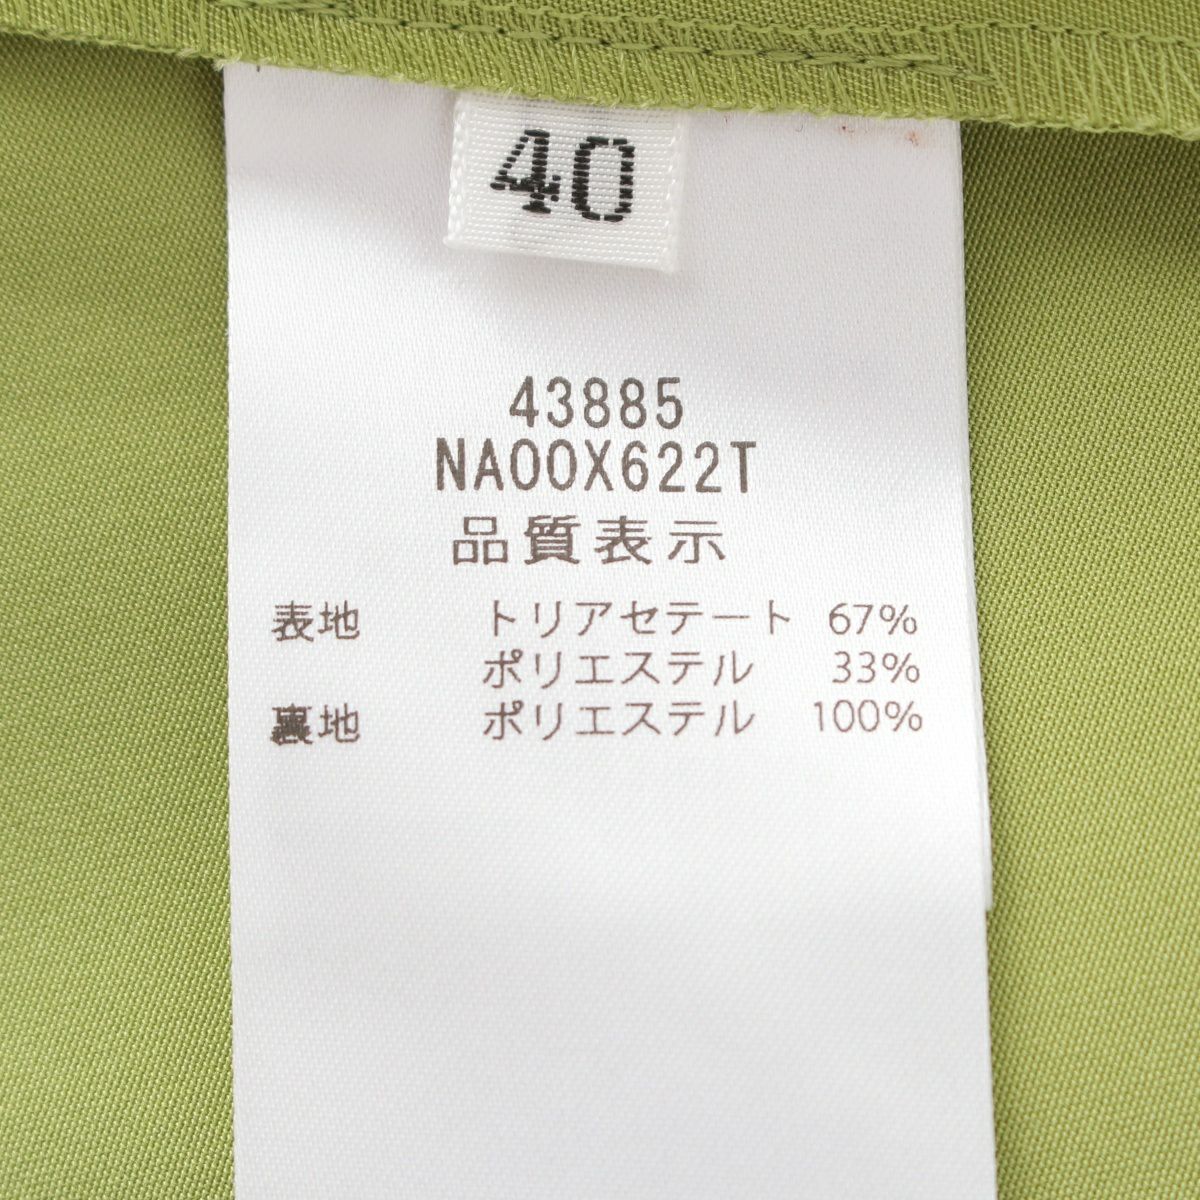 40
43885
NA00X622T
品質表示
表地 トリアセテート 67%
ポリエステル 33%
裏地 ポリエステル 100%